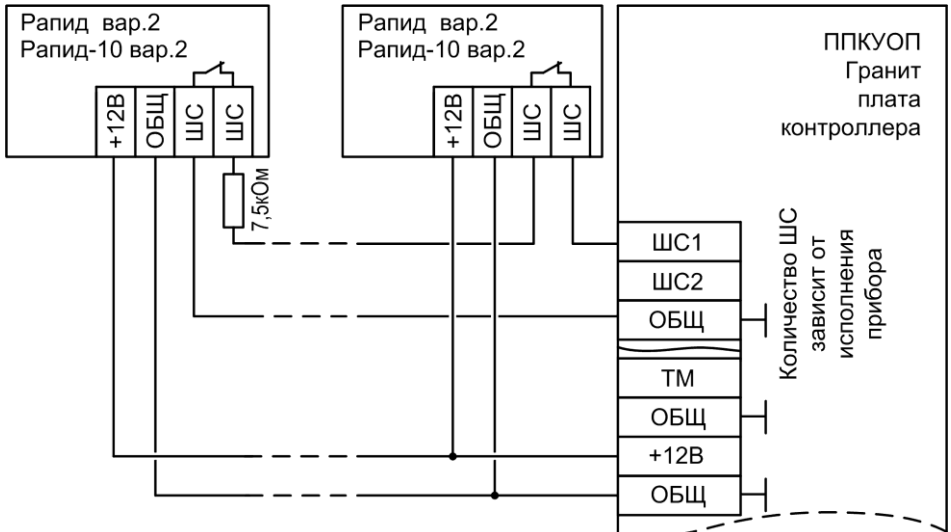 Рапид вар.2
Рапид-10 вар.2
+12В
ОБЩ
ШС
ШС
7,5кОм
Рапид вар.2
Рапид-10 вар.2
+12В
ОБЩ
ШС
ШС
ППКУОП
Гранит
плата
контроллера
ШС1
ШС2
ОБЩ
ТМ
ОБЩ
+12В
ОБЩ
Количество ШС
зависит от
исполнения
прибора